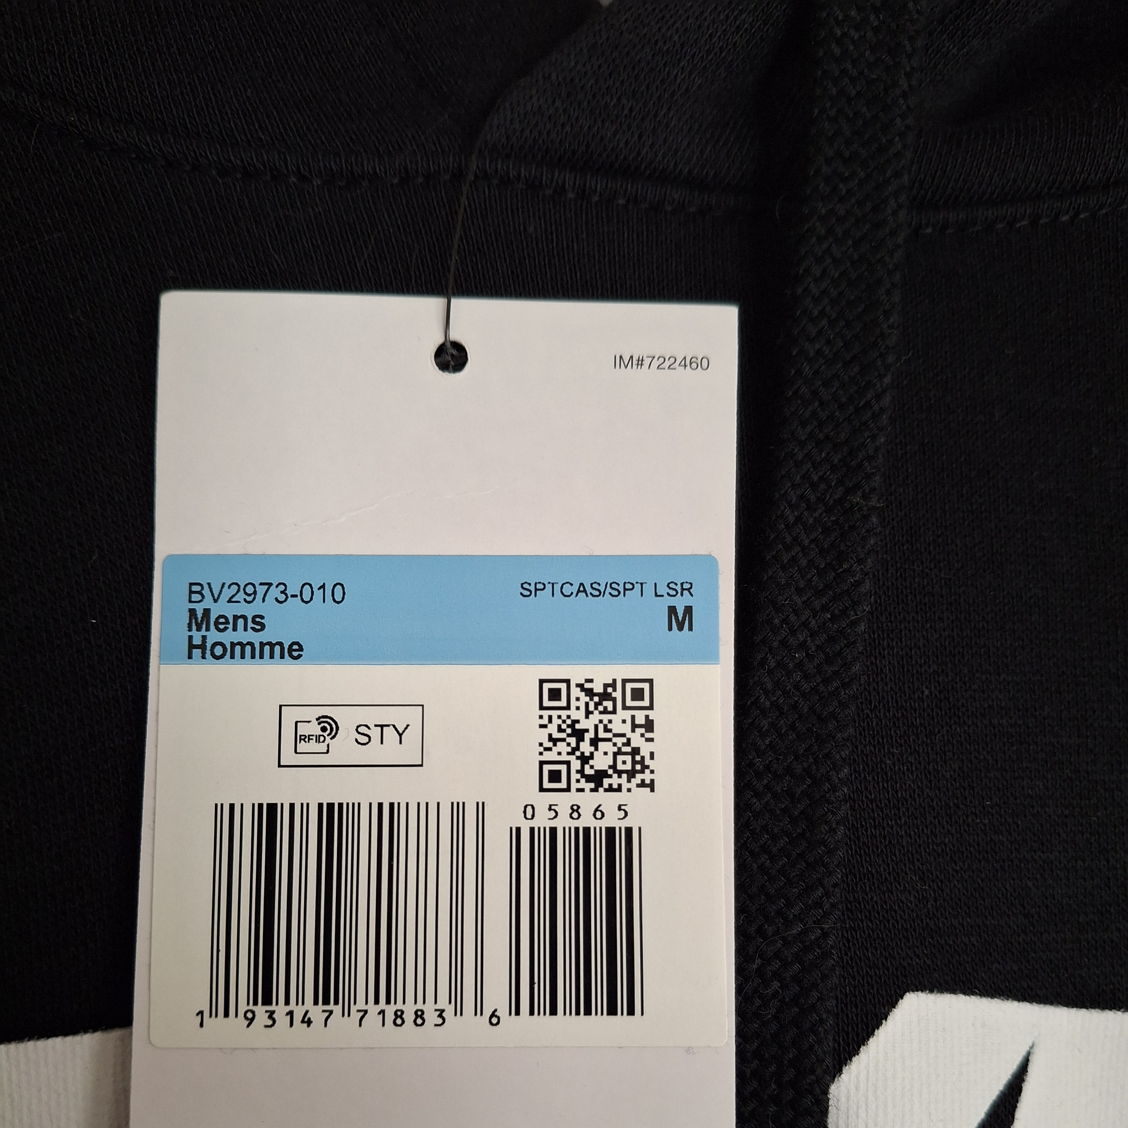 IM#722460
BV2973-010
SPTCAS/SPT LSR
Mens
M
Homme
RFID
STY
05865
1 93147 71883 6